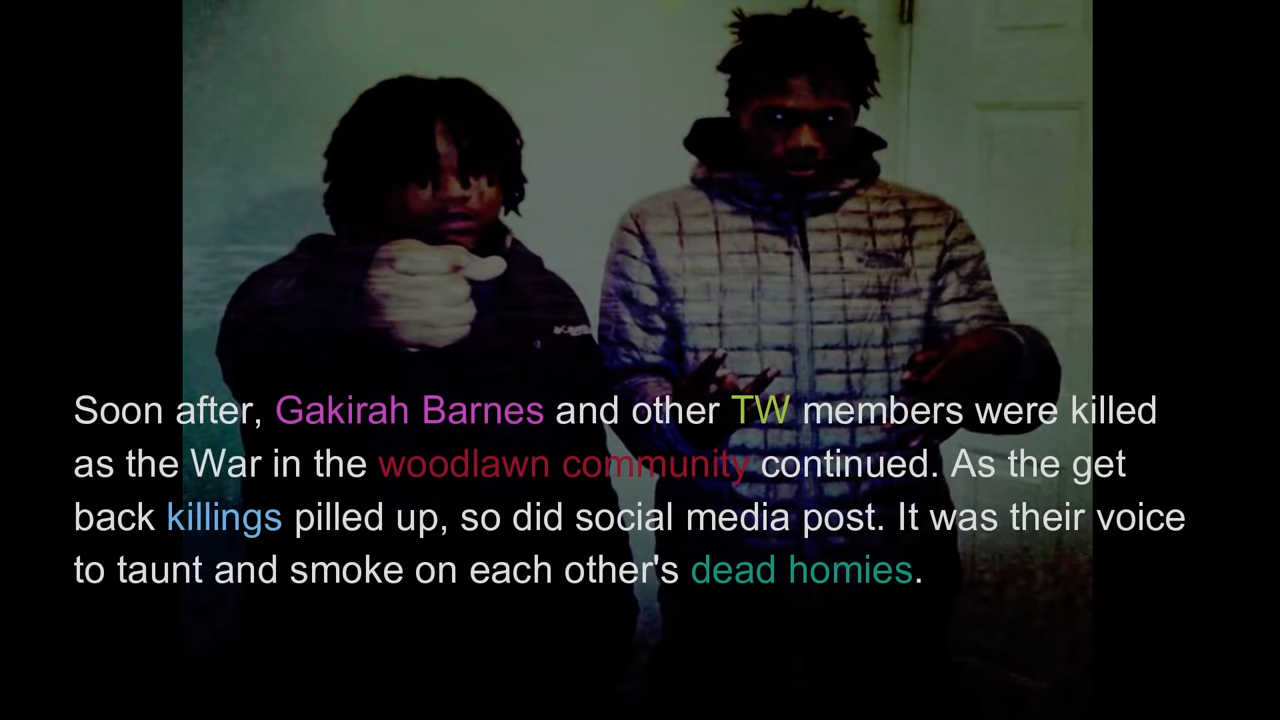 Soon after, Gakirah Barnes and other TW members were killed
as the War in the woodlawn community continued. As the get
back killings pilled up, so did social media post. It was their voice
to taunt and smoke on each other's dead homies.